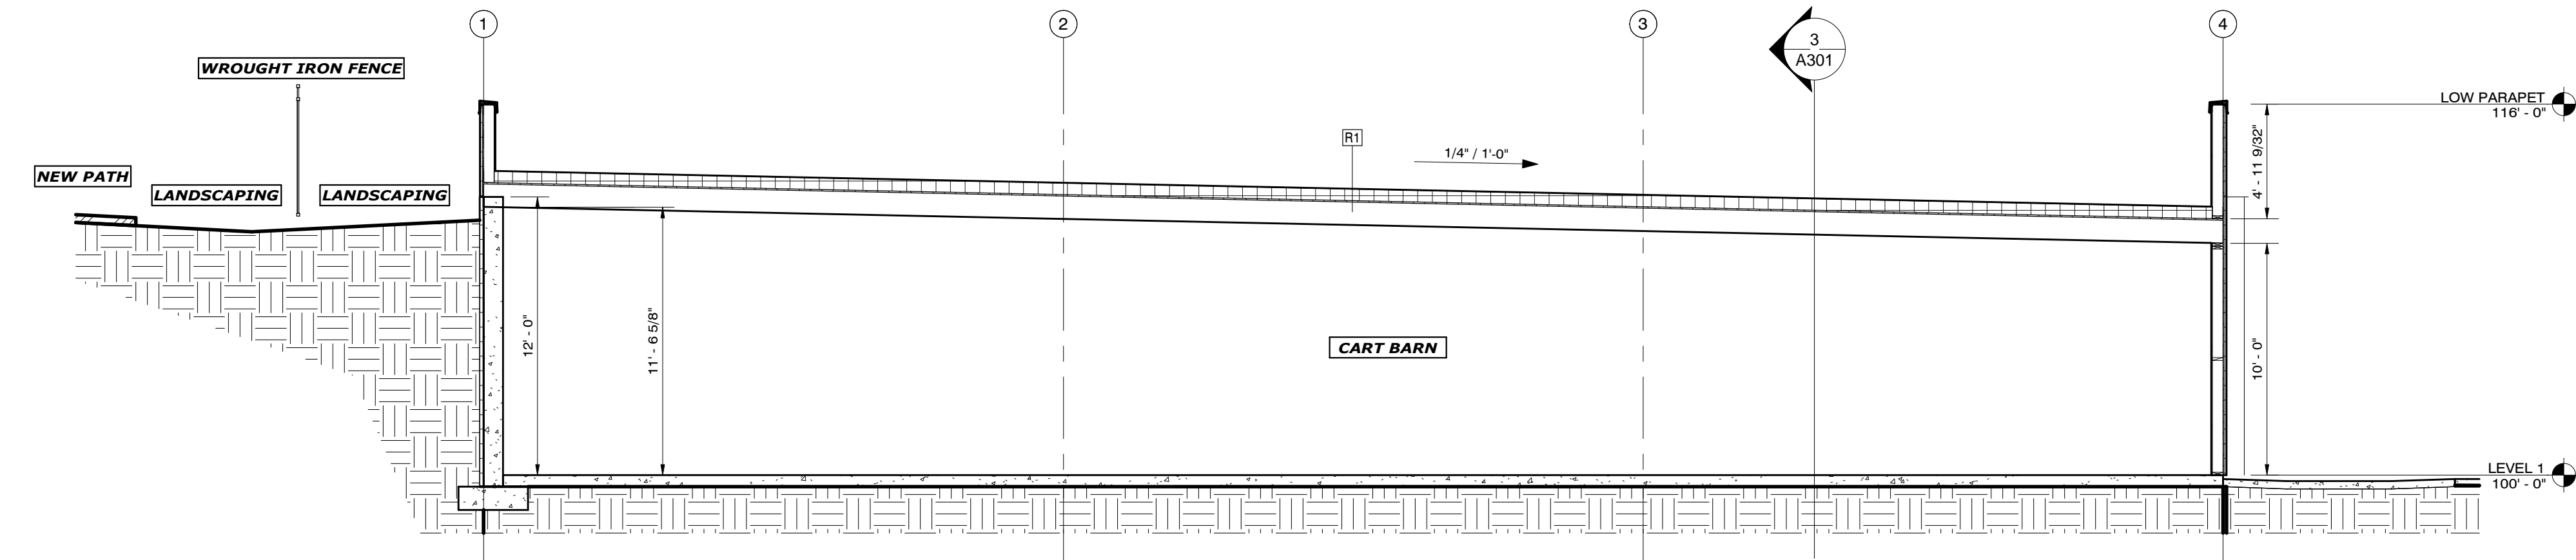 1
2
3
4
3
A301
WROUGHT IRON FENCE
LOW PARAPET
116' - 0"
R1
1/4" / 1'-0"
4' - 11 9/32"
NEW PATH
LANDSCAPING
LANDSCAPING
12' - 0"
11' - 6 5/8"
CART BARN
10' - 0"
LEVEL 1
100' - 0"